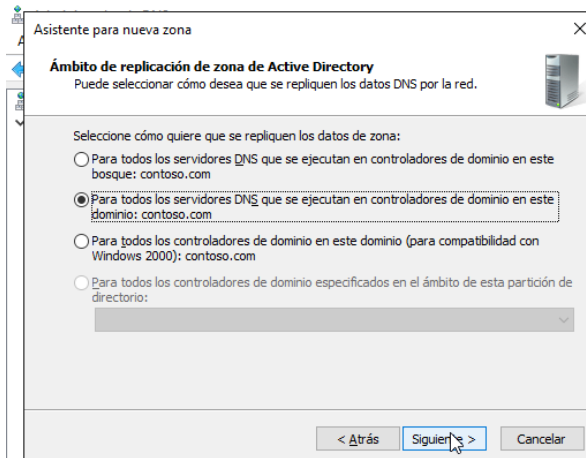 Asistente para nueva zona
Ámbito de replicación de zona de Active Directory
Puede seleccionar cómo desea que se repliquen los datos DNS por la red.
Seleccione cómo quiere que se repliquen los datos de zona:
Para todos los servidores DNS que se ejecutan en controladores de dominio en este
bosque: contoso.com
Para todos los servidores DNS que se ejecutan en controladores de dominio en este
dominio: contoso.com
Para todos los controladores de dominio en este dominio (para compatibilidad con
Windows 2000): contoso.com
Para todos los controladores de dominio especificados en el ámbito de esta partición de
directorio:
< Atrás Siguiente > Cancelar